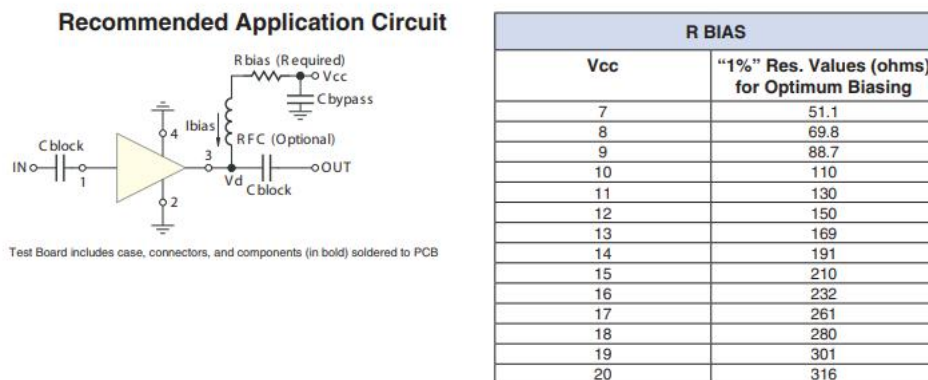 Recommended Application Circuit
Rbias (Required)
Vcc
Cbypass
Ibias
RFC (Optional)
4
Cblock
3
IN
OUT
1
Vd
Cblock
2
Test Board includes case, connectors, and components (in bold) soldered to PCB
R BIAS
Vcc "1%" Res. Values (ohms)
for Optimum Biasing
7 51.1
8 69.8
9 88.7
10 110
11 130
12 150
13 169
14 191
15 210
16 232
17 261
18 280
19 301
20 316